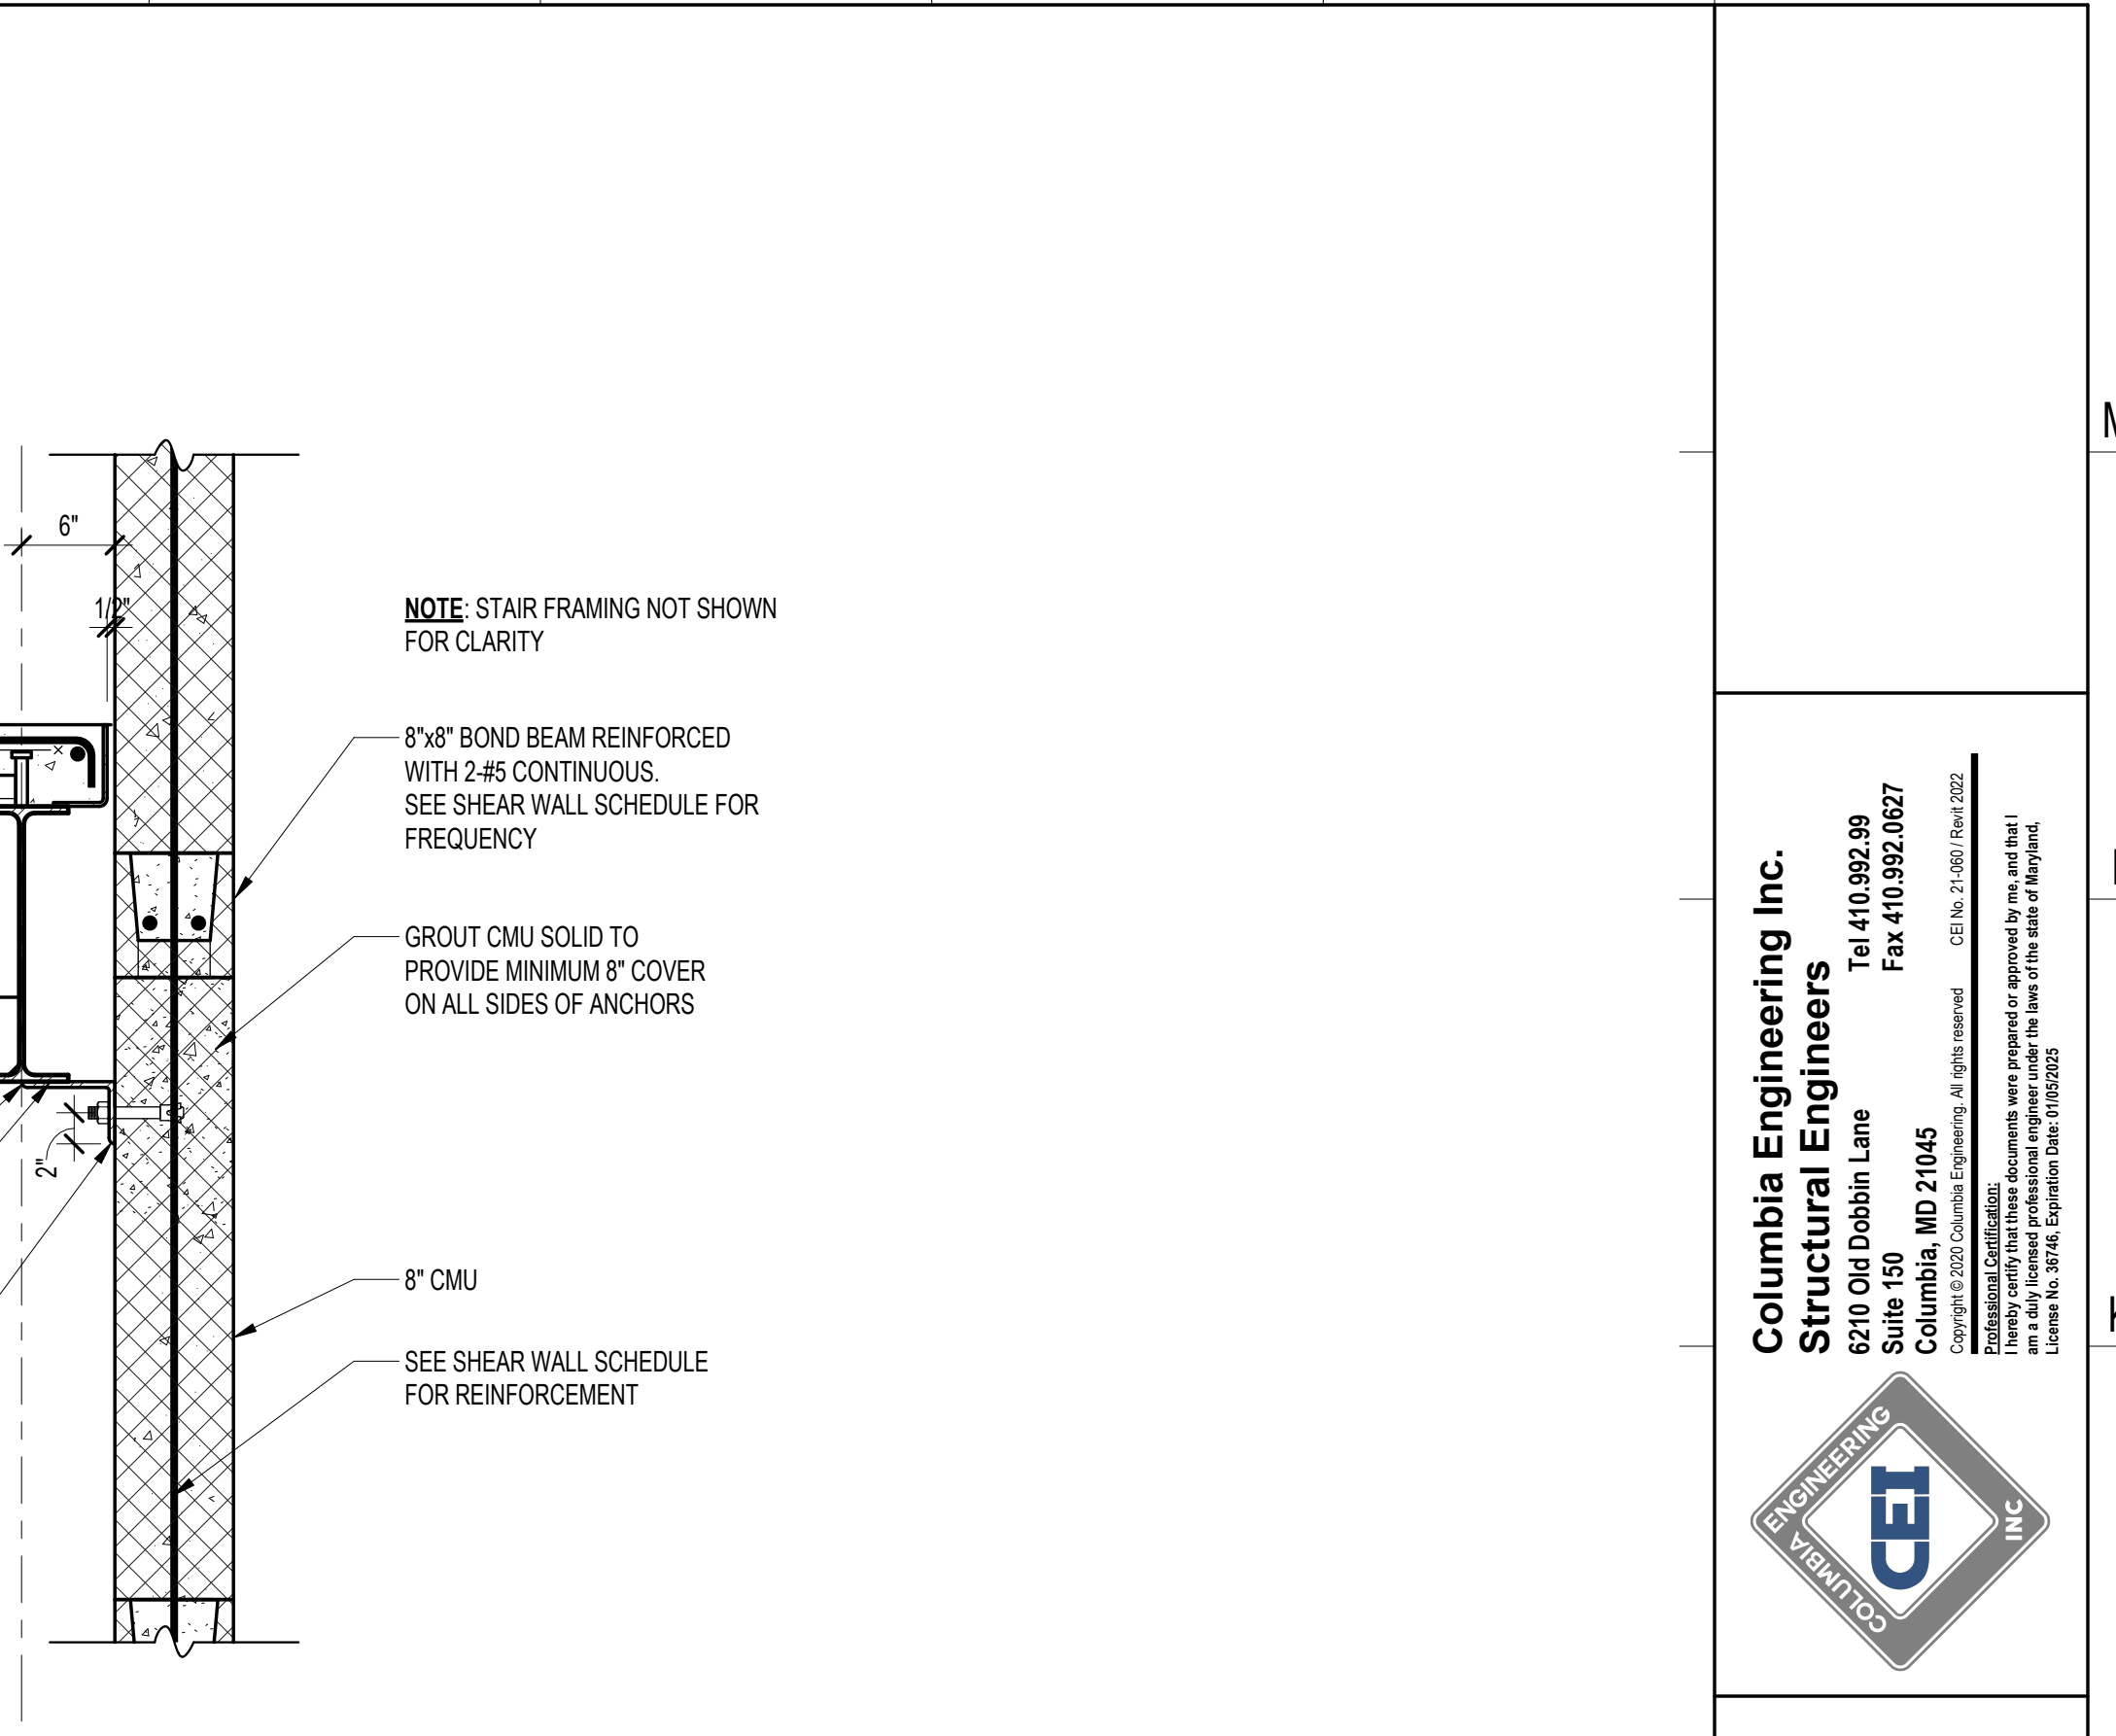 6"
1/2"
NOTE: STAIR FRAMING NOT SHOWN
FOR CLARITY
8"x8" BOND BEAM REINFORCED
WITH 2-#5 CONTINUOUS.
SEE SHEAR WALL SCHEDULE FOR
FREQUENCY
GROUT CMU SOLID TO
PROVIDE MINIMUM 8" COVER
ON ALL SIDES OF ANCHORS
2"
8" CMU
SEE SHEAR WALL SCHEDULE
FOR REINFORCEMENT
Columbia Engineering Inc.
Structural Engineers
6210 Old Dobbin Lane Tel 410.992.99
Suite 150 Fax 410.992.0627
Columbia, MD 21045
Copyright © 2020 Columbia Engineering. All rights reserved CEI No. 21-060 / Revit 2022
Professional Certification:
I hereby certify that these documents were prepared or approved by me, and that I
am a duly licensed professional engineer under the laws of the state of Maryland,
License No. 36746, Expiration Date: 01/05/2025
COLUMBIA ENGINEERING INC
CEI